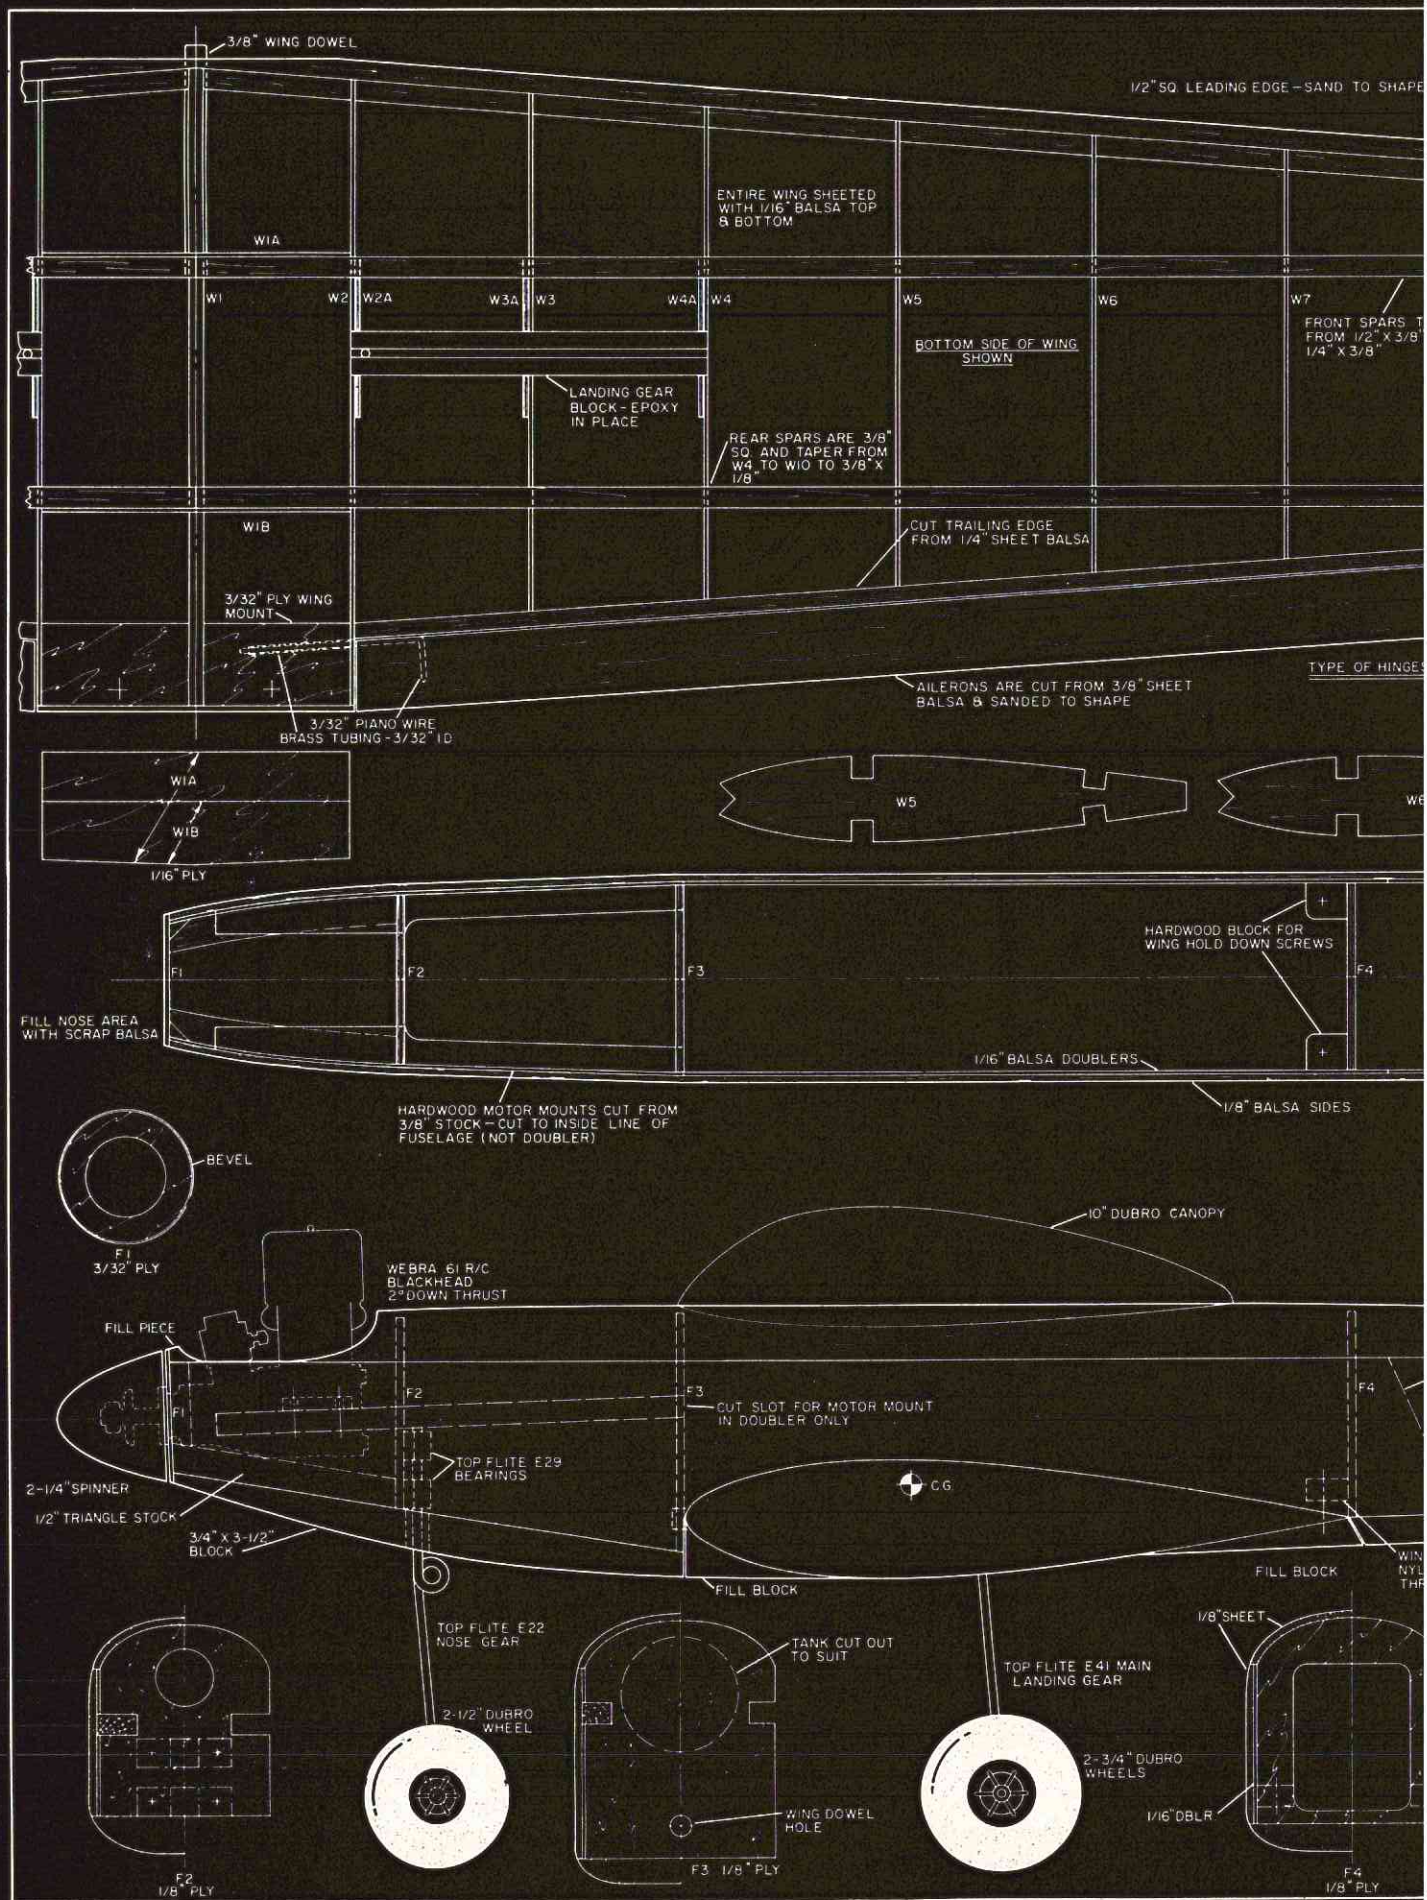 3/8" WING DOWEL
1/2" SQ. LEADING EDGE - SAND TO SHAPE
ENTIRE WING SHEETED
WITH 1/16" BALSA TOP
& BOTTOM
W1A
W1
W2
W2A
W3A
W3
W4A
W4
W5
W6
W7
FRONT SPARS T
FROM 1/2" X 3/8"
1/4" X 3/8"
BOTTOM SIDE OF WING
SHOWN
LANDING GEAR
BLOCK - EPOXY
IN PLACE
REAR SPARS ARE 3/8"
SQ. AND TAPER FROM
W4 TO W10 TO 3/8" X
1/8"
W1B
CUT TRAILING EDGE
FROM 1/4" SHEET BALSA
3/32" PLY WING
MOUNT
TYPE OF HINGES
AILERONS ARE CUT FROM 3/8" SHEET
BALSA & SANDED TO SHAPE
3/32" PIANO WIRE
BRASS TUBING - 3/32" I.D
W1A
W1B
1/16" PLY
W5
W6
HARDWOOD BLOCK FOR
WING HOLD DOWN SCREWS
F1
F2
F3
F4
FILL NOSE AREA
WITH SCRAP BALSA
1/16" BALSA DOUBLERS
HARDWOOD MOTOR MOUNTS CUT FROM
3/8" STOCK - CUT TO INSIDE LINE OF
FUSELAGE (NOT DOUBLER)
1/8" BALSA SIDES
BEVEL
F1
3/32" PLY
10" DUBRO CANOPY
WEBRA .61 R/C
BLACKHEAD
2° DOWN THRUST
FILL PIECE
F1
F2
F3
F4
CUT SLOT FOR MOTOR MOUNT
IN DOUBLER ONLY
TOP FLITE E29
BEARINGS
C.G.
2-1/4" SPINNER
1/2" TRIANGLE STOCK
3/4" X 3-1/2"
BLOCK
FILL BLOCK
FILL BLOCK
WIN
NYL
THR
TOP FLITE E22
NOSE GEAR
TANK CUT OUT
TO SUIT
TOP FLITE E41 MAIN
LANDING GEAR
1/8" SHEET
2-1/2" DUBRO
WHEEL
2-3/4" DUBRO
WHEELS
WING DOWEL
HOLE
1/16" DBLR
F2
1/8" PLY
F3 1/8" PLY
F4
1/8" PLY